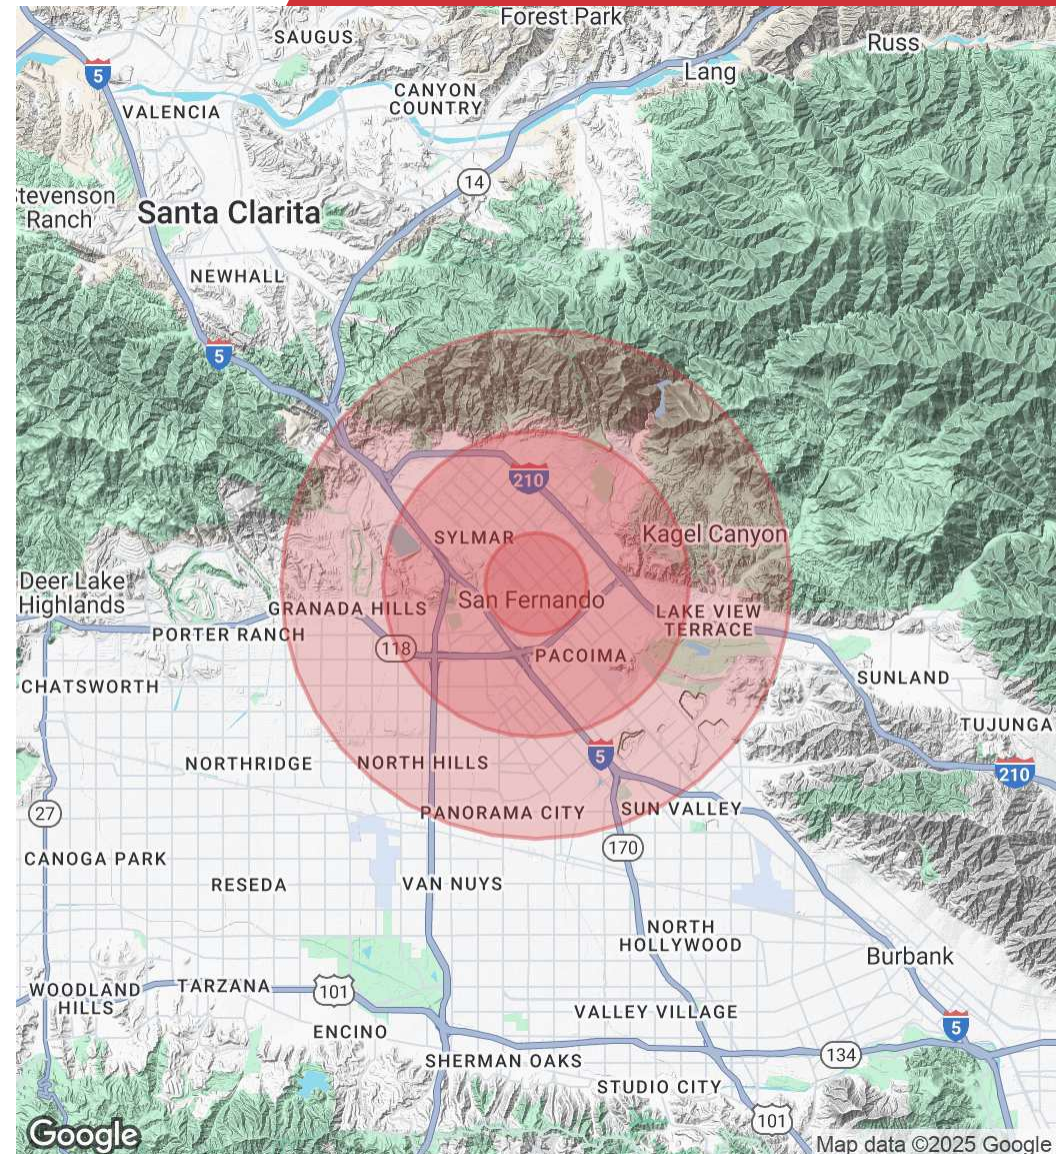 Forest Park
SAUGUS
Russ
Lang
5
CANYON
COUNTRY
VALENCIA
14
tevenson
Ranch
Santa Clarita
NEWHALL
5
210
SYLMAR
Kagel Canyon
Deer Lake
Highlands
San Fernando
GRANADA HILLS
LAKE VIEW
TERRACE
PORTER RANCH
118
PACOIMA
CHATSWORTH
SUNLAND
TUJUNGA
NORTHRIDGE
NORTH HILLS
5
210
27
PANORAMA CITY
SUN VALLEY
170
CANOGA PARK
RESEDA
VAN NUYS
NORTH
HOLLYWOOD
Burbank
WOODLAND
HILLS
TARZANA
101
VALLEY VILLAGE
ENCINO
5
SHERMAN OAKS
134
STUDIO CITY
101
Google
Map data ©2025 Google